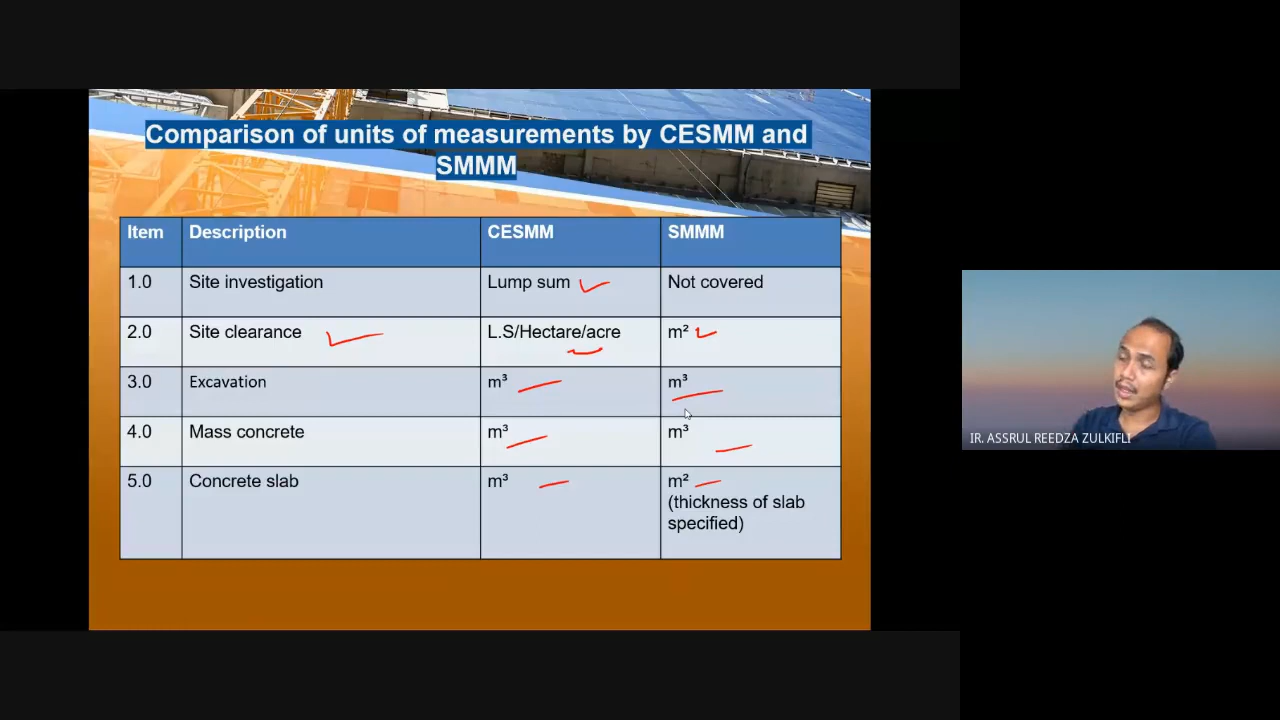 Comparison of units of measurements by CESMM and
SMMM
Item Description CESMM SMMM
1.0 Site investigation Lump sum Not covered
2.0 Site clearance L.S/Hectare/acre m²
3.0 Excavation m³ m³
4.0 Mass concrete m³ m³
5.0 Concrete slab m³ m²
(thickness of slab
specified)
IR. ASSRUL REEDZA ZULKIFLI